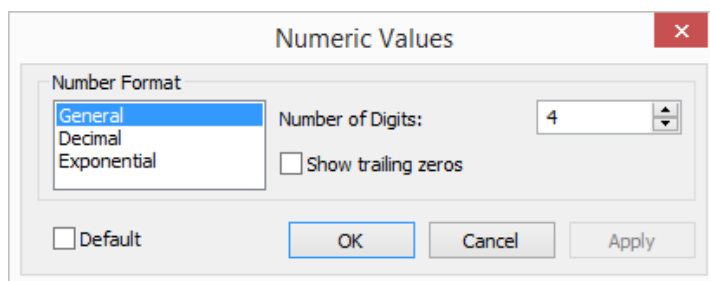 Numeric Values
Number Format
General
Decimal
Exponential
Number of Digits:
4
Show trailing zeros
Default
OK
Cancel
Apply